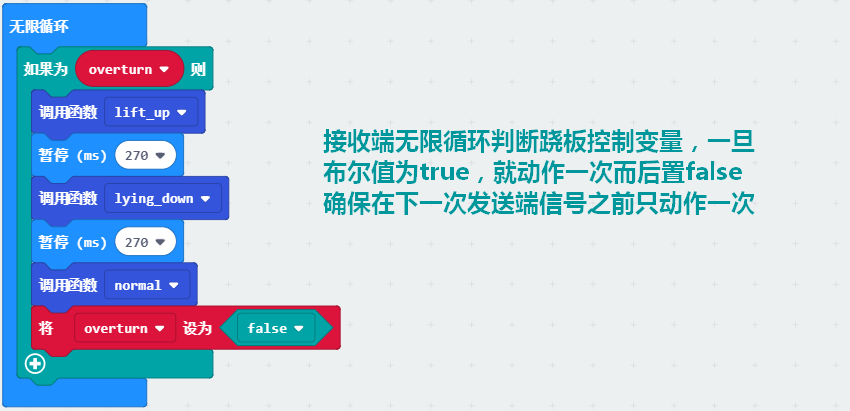 无限循环
如果为 overturn 则
调用函数 lift_up
暂停 (ms) 270
调用函数 lying_down
暂停 (ms) 270
调用函数 normal
将 overturn 设为 false
接收端无限循环判断跷板控制变量，一旦
布尔值为true，就动作一次而后置false
确保在下一次发送端信号之前只动作一次